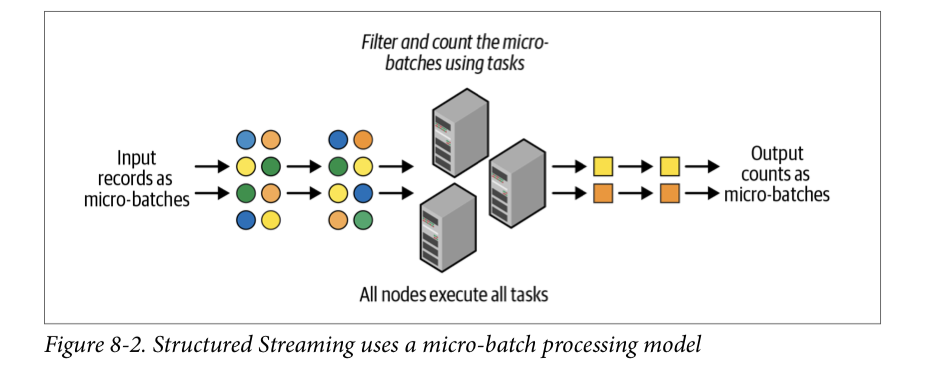 Filter and count the micro-
batches using tasks
Input
records as
micro-batches
Output
counts as
micro-batches
All nodes execute all tasks
Figure 8-2. Structured Streaming uses a micro-batch processing model